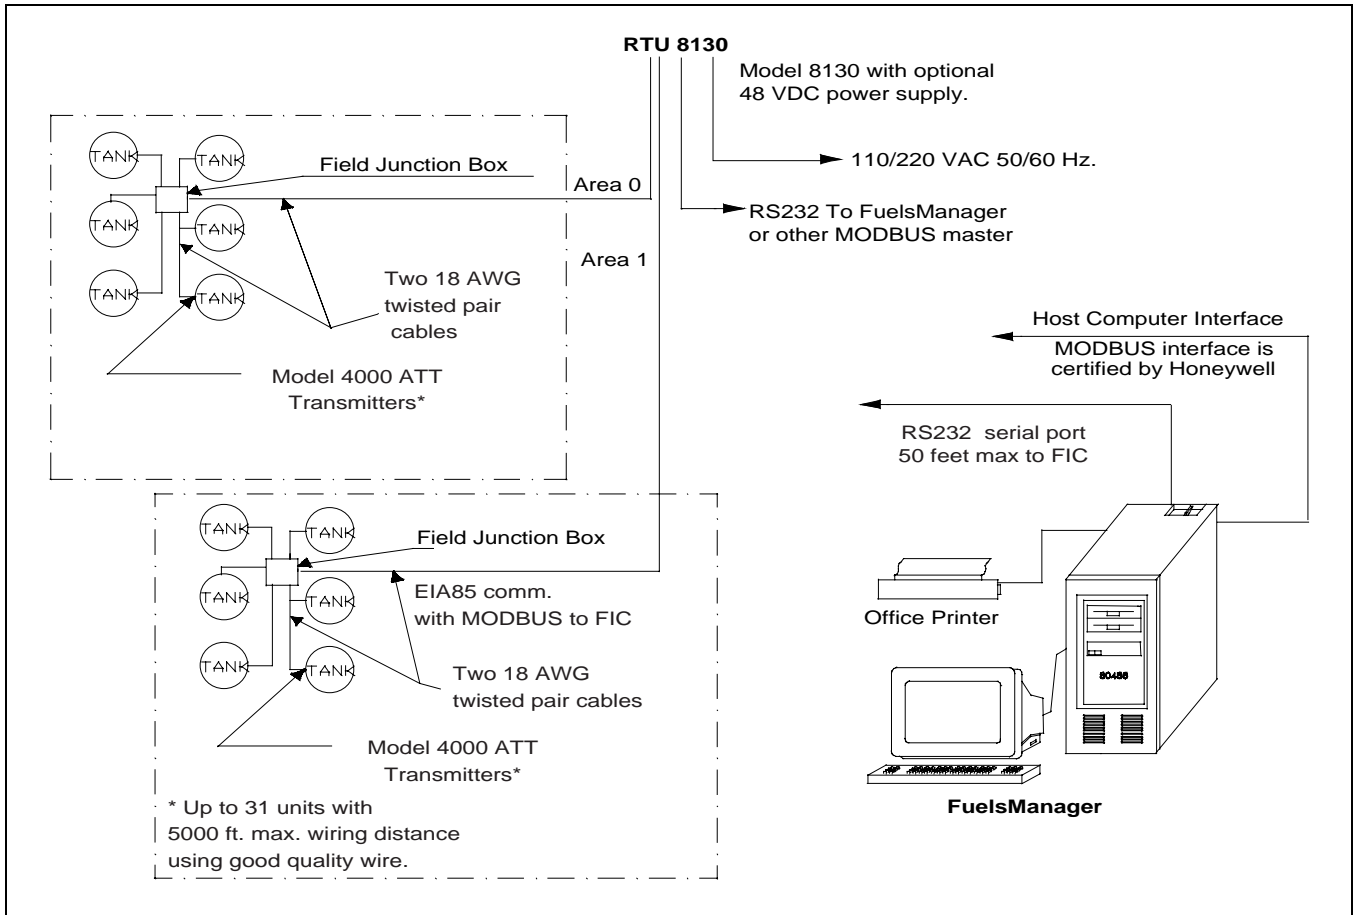 RTU 8130
Model 8130 with optional
48 VDC power supply.
110/220 VAC 50/60 Hz.
RS232 To FuelsManager
or other MODBUS master
TANK
TANK
Field Junction Box
Area 0
TANK
TANK
Area 1
TANK
TANK
Two 18 AWG
twisted pair
cables
Model 4000 ATT
Transmitters*
Host Computer Interface
MODBUS interface is
certified by Honeywell
RS232 serial port
50 feet max to FIC
TANK
TANK
Field Junction Box
TANK
TANK
EIA85 comm.
with MODBUS to FIC
TANK
TANK
Two 18 AWG
twisted pair cables
Model 4000 ATT
Transmitters*
* Up to 31 units with
5000 ft. max. wiring distance
using good quality wire.
Office Printer
80486
FuelsManager